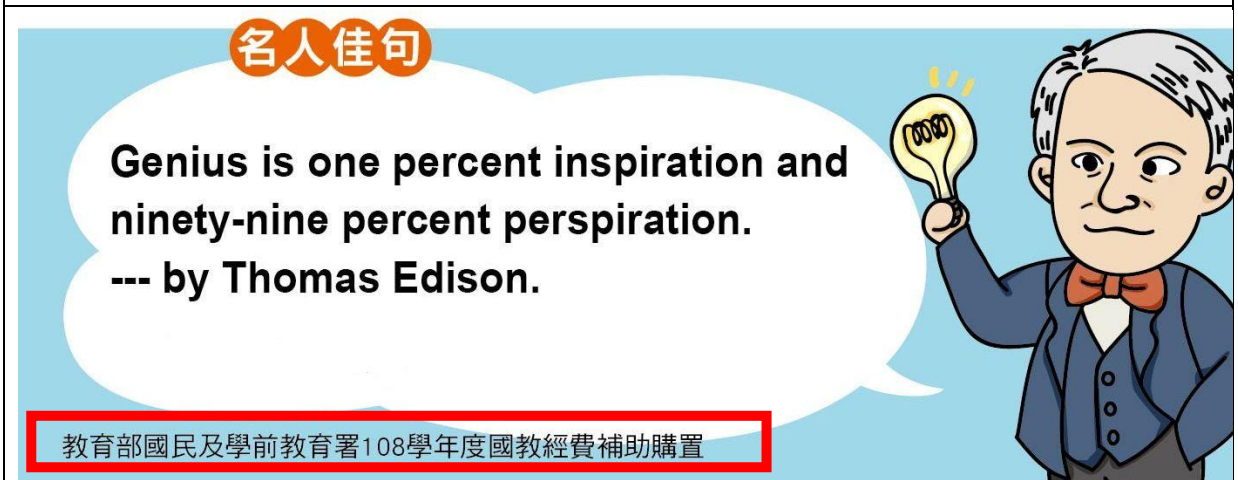 名人佳句
Genius is one percent inspiration and
ninety-nine percent perspiration.
--- by Thomas Edison.
教育部國民及學前教育署108學年度國教經費補助購置